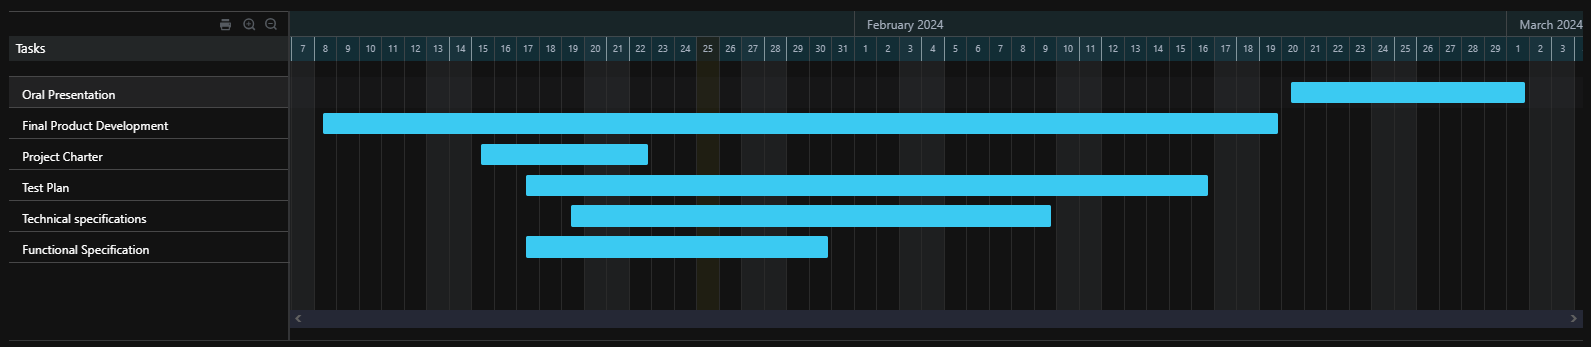 February 2024
March 2024
Tasks
7 8 9 10 11 12 13 14 15 16 17 18 19 20 21 22 23 24 25 26 27 28 29 30 31 1 2 3 4 5 6 7 8 9 10 11 12 13 14 15 16 17 18 19 20 21 22 23 24 25 26 27 28 29 1 2 3
Oral Presentation
Final Product Development
Project Charter
Test Plan
Technical specifications
Functional Specification